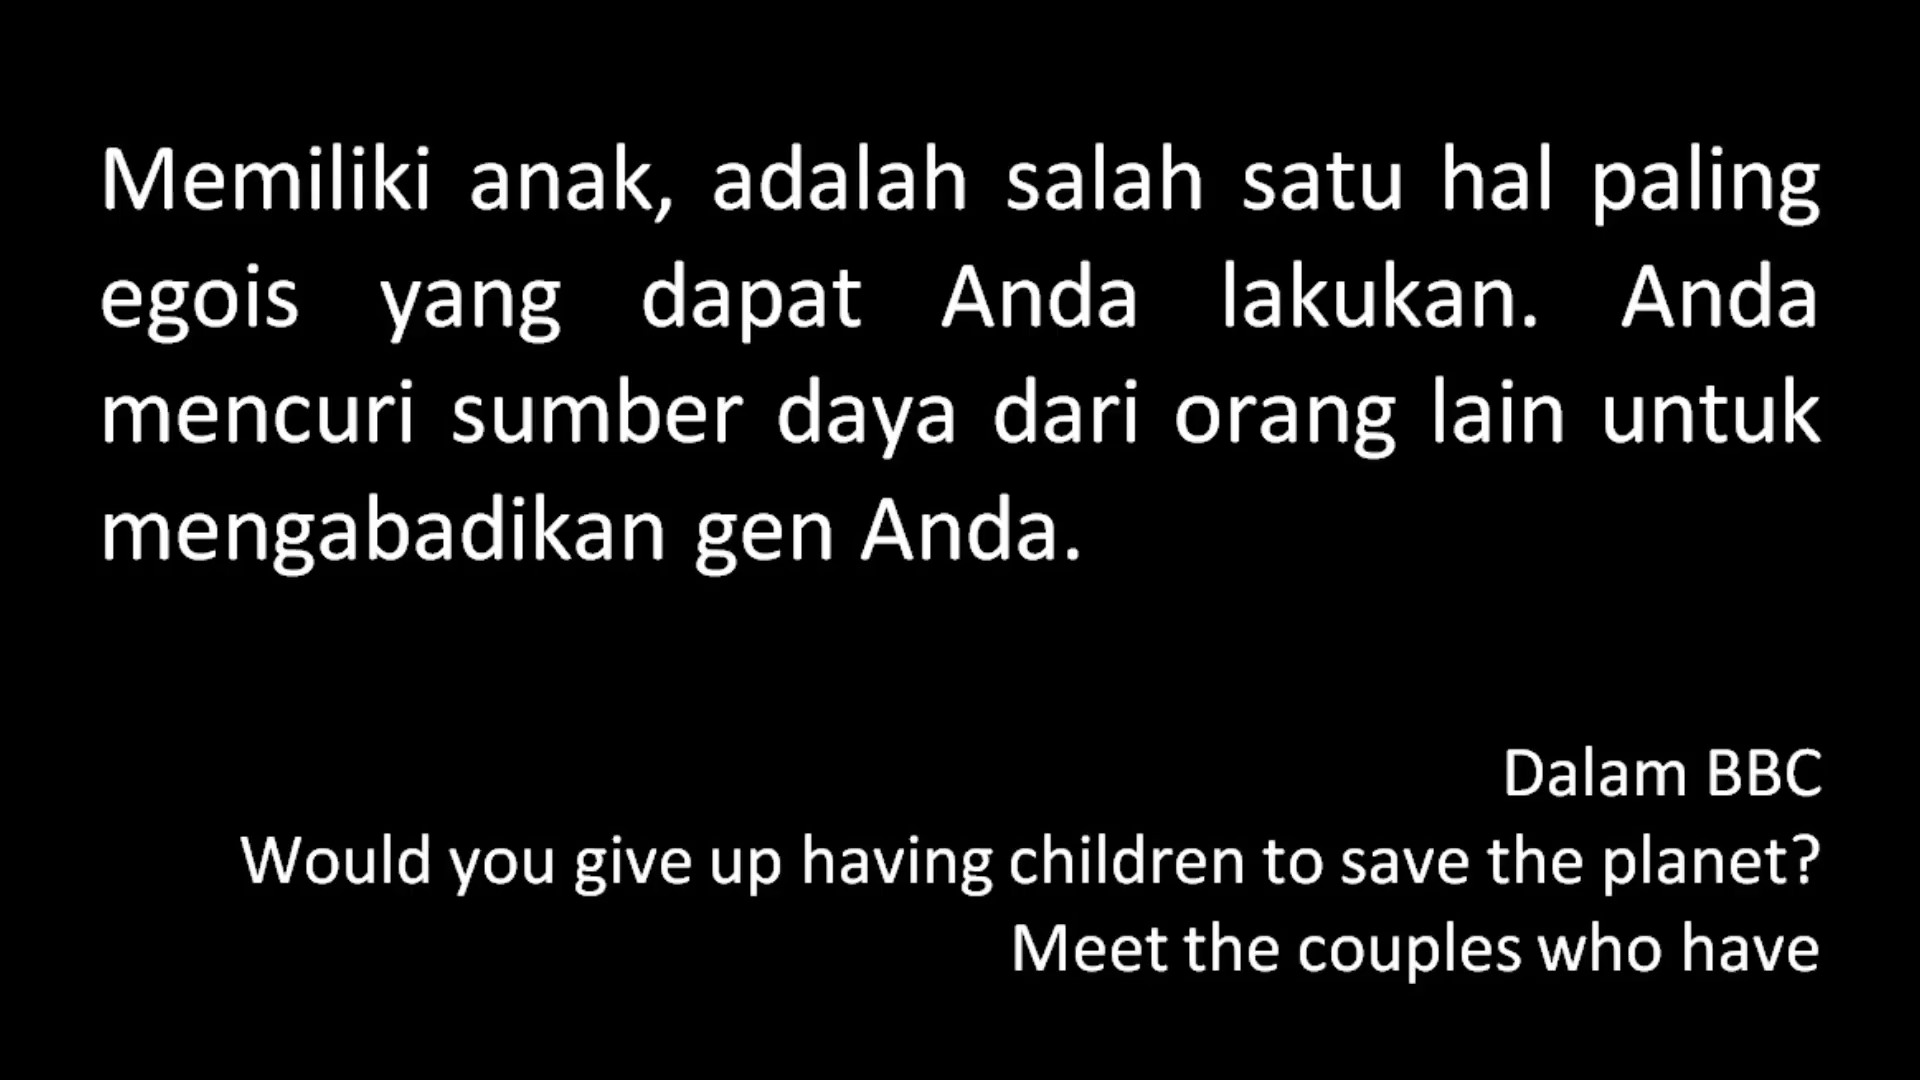 Memiliki anak, adalah salah satu hal paling
egois yang dapat Anda lakukan. Anda
mencuri sumber daya dari orang lain untuk
mengabadikan gen Anda.
Dalam BBC
Would you give up having children to save the planet?
Meet the couples who have